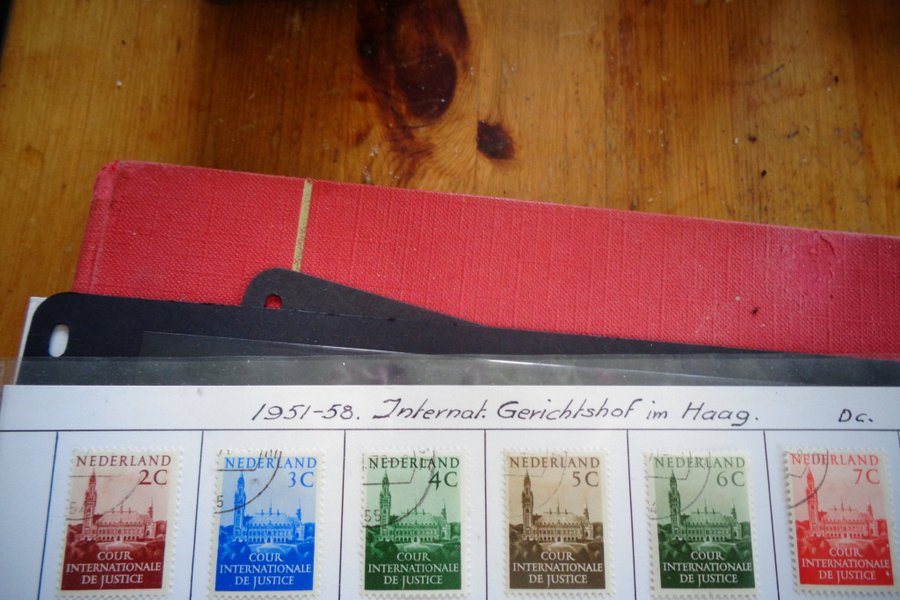 1951-58. Internat. Gerichtshof im Haag. Dc.
NEDERLAND
2C
COUR
INTERNATIONALE
DE JUSTICE
NEDERLAND
3C
COUR
INTERNATIONALE
DE JUSTICE
NEDERLAND
4C
COUR
INTERNATIONALE
DE JUSTICE
NEDERLAND
5C
COUR
INTERNATIONALE
DE JUSTICE
NEDERLAND
6C
COUR
INTERNATIONALE
DE JUSTICE
NEDERLAND
7C
COUR
INTERNATIONALE
DE JUSTICE